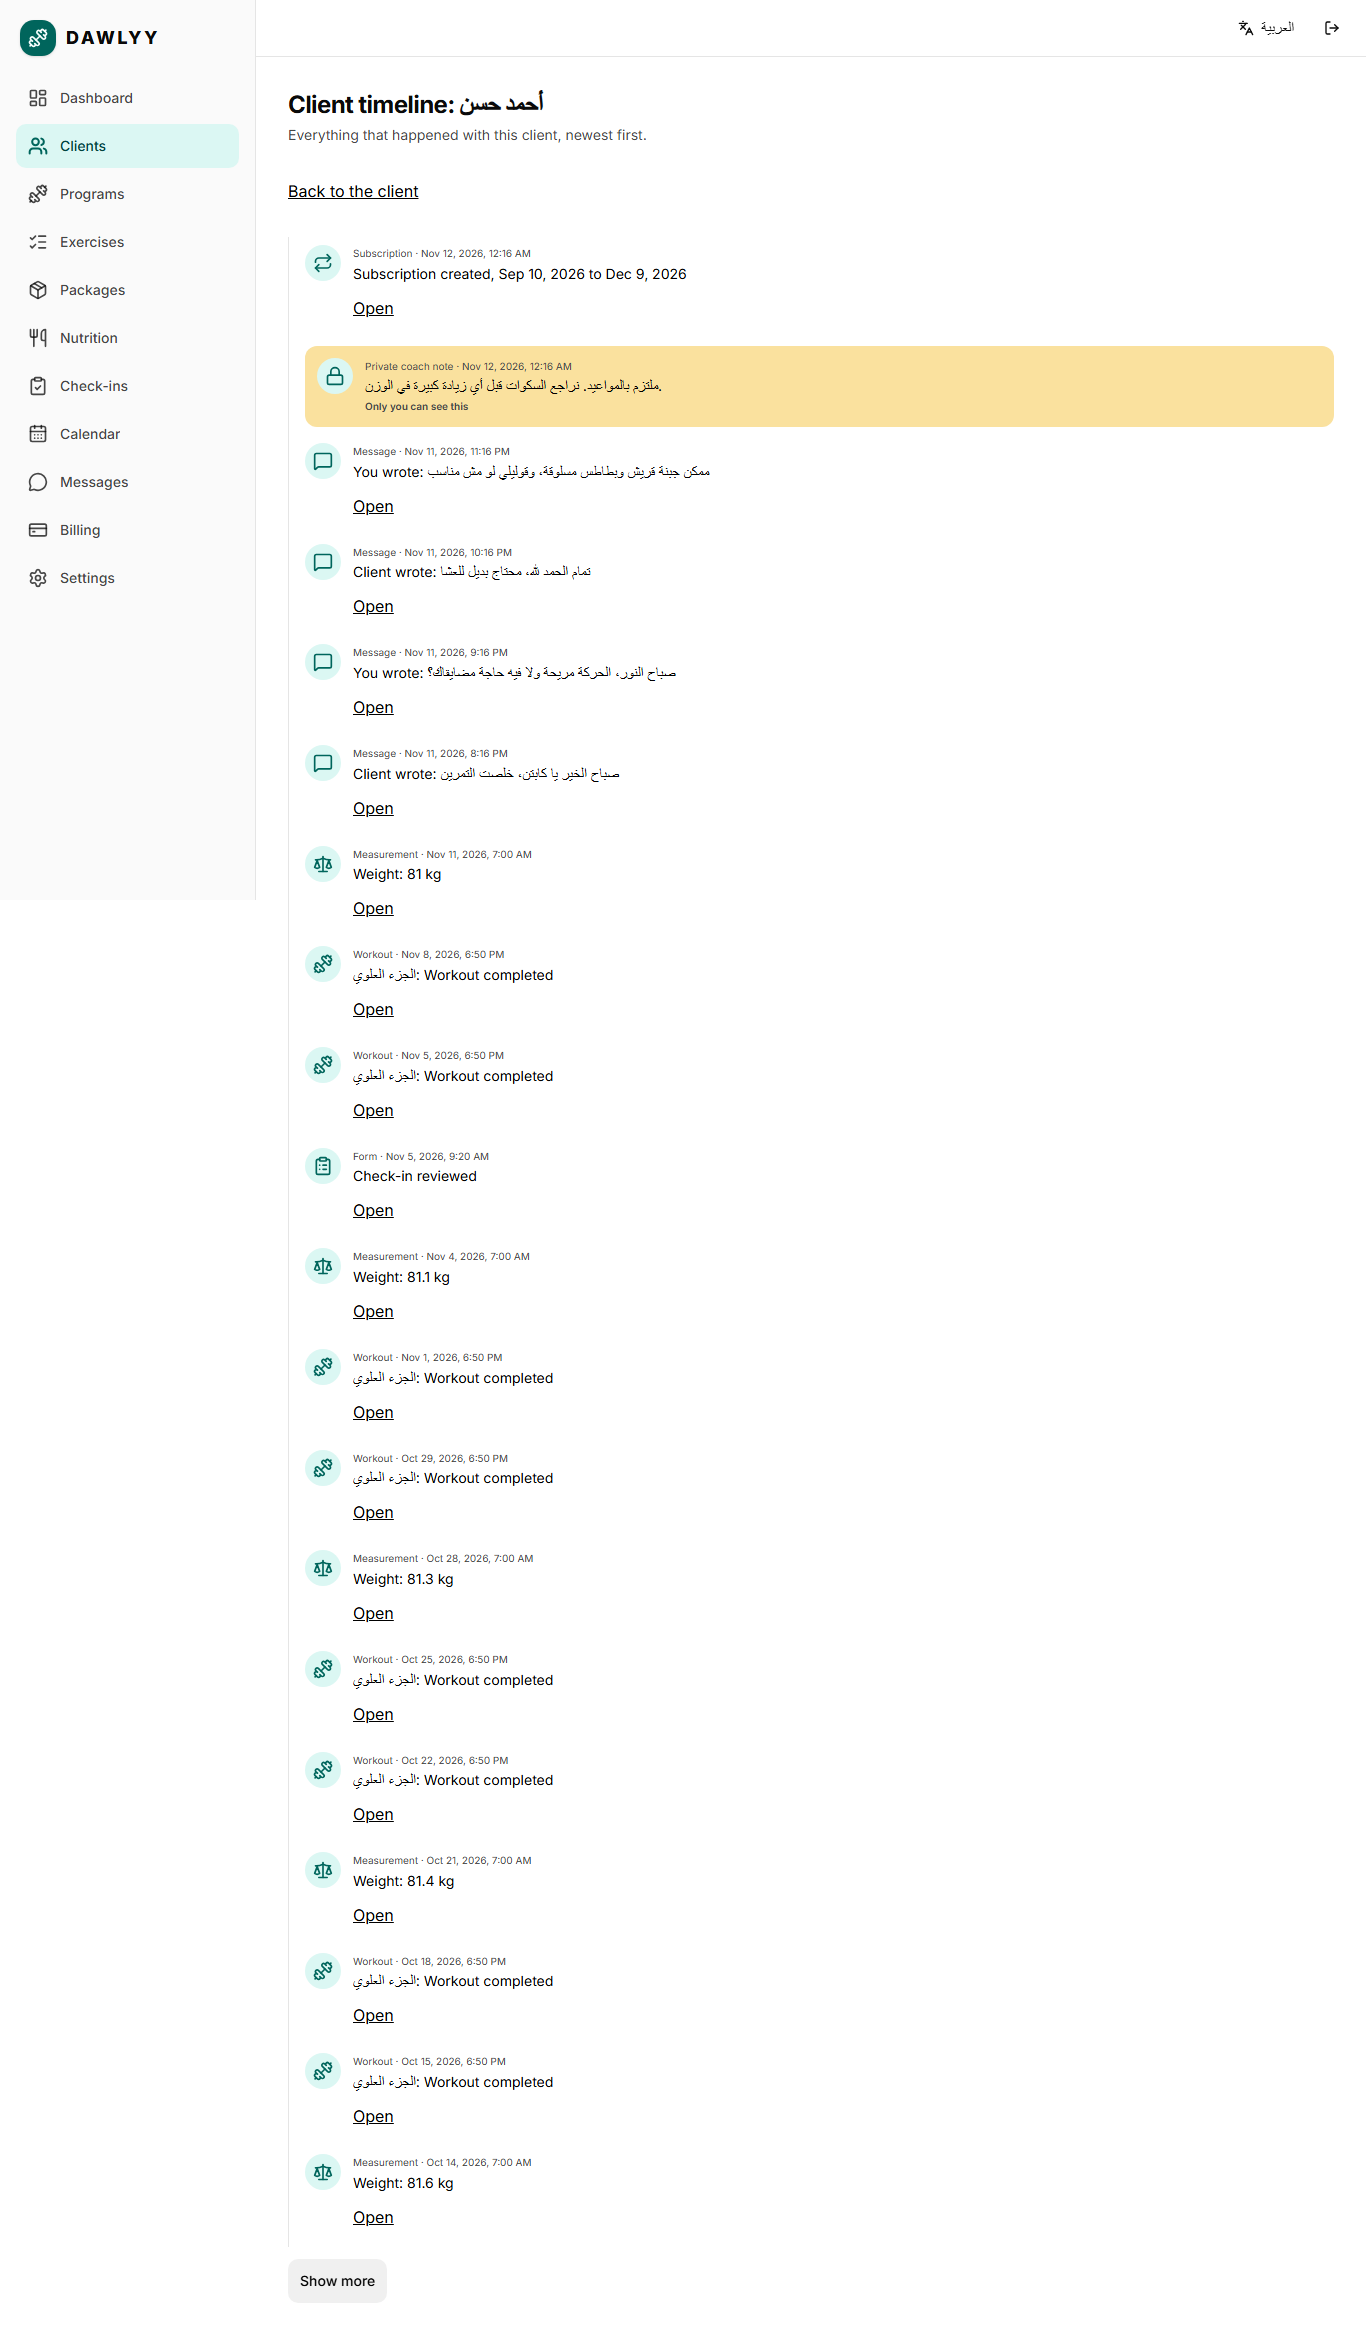 DAWLYY
العربية
Dashboard
Clients
Programs
Exercises
Packages
Nutrition
Check-ins
Calendar
Messages
Billing
Settings
Client timeline: أحمد حسن
Everything that happened with this client, newest first.
Back to the client
Subscription · Nov 12, 2026, 12:16 AM
Subscription created, Sep 10, 2026 to Dec 9, 2026
Open
Private coach note · Nov 12, 2026, 12:16 AM
ملتزم بالمواعيد. نراجع السكوات قبل أي زيادة كبيرة في الوزن.
Only you can see this
Message · Nov 11, 2026, 11:16 PM
You wrote: ممكن جبنة قريش وبطاطس مسلوقة، وقوليلي لو مش مناسب
Open
Message · Nov 11, 2026, 10:16 PM
Client wrote: تمام الحمد لله، محتاج بديل للعشا
Open
Message · Nov 11, 2026, 9:16 PM
You wrote: صباح النور، الحركة مريحة ولا فيه حاجة مضايقاك؟
Open
Message · Nov 11, 2026, 8:16 PM
Client wrote: صباح الخير يا كابتن، خلصت التمرين
Open
Measurement · Nov 11, 2026, 7:00 AM
Weight: 81 kg
Open
Workout · Nov 8, 2026, 6:50 PM
الجزء العلوي: Workout completed
Open
Workout · Nov 5, 2026, 6:50 PM
الجزء العلوي: Workout completed
Open
Form · Nov 5, 2026, 9:20 AM
Check-in reviewed
Open
Measurement · Nov 4, 2026, 7:00 AM
Weight: 81.1 kg
Open
Workout · Nov 1, 2026, 6:50 PM
الجزء العلوي: Workout completed
Open
Workout · Oct 29, 2026, 6:50 PM
الجزء العلوي: Workout completed
Open
Measurement · Oct 28, 2026, 7:00 AM
Weight: 81.3 kg
Open
Workout · Oct 25, 2026, 6:50 PM
الجزء العلوي: Workout completed
Open
Workout · Oct 22, 2026, 6:50 PM
الجزء العلوي: Workout completed
Open
Measurement · Oct 21, 2026, 7:00 AM
Weight: 81.4 kg
Open
Workout · Oct 18, 2026, 6:50 PM
الجزء العلوي: Workout completed
Open
Workout · Oct 15, 2026, 6:50 PM
الجزء العلوي: Workout completed
Open
Measurement · Oct 14, 2026, 7:00 AM
Weight: 81.6 kg
Open
Show more